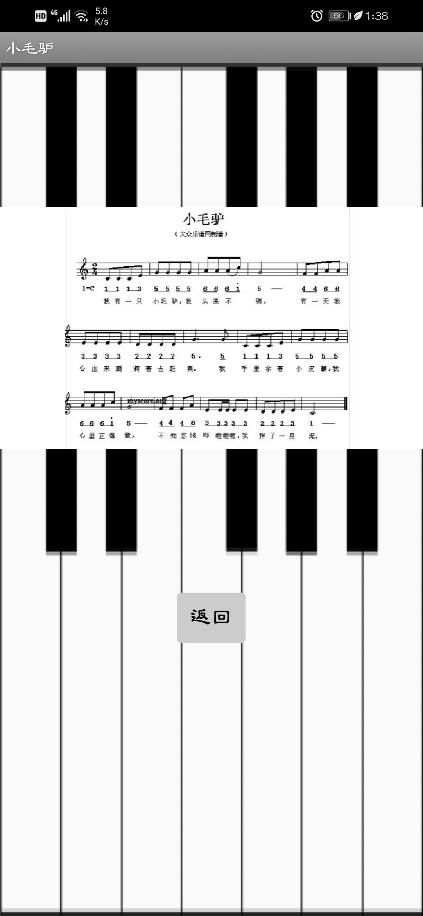 HD 4G 5.8 K/s 1:38
小毛驴
小毛驴
1=C 1 1 1 3 5 5 5 5 6 6 6 i 5 — 4 4 6 6
我有一只 小毛驴,我 从来不 骑, 有一天我
3 3 3 3 2 2 2 2 5. 5 1 1 1 3 5 5 5 5
心血来潮 骑着去赶 集, 我 手里拿着 小皮鞭,我
myscore.org
6 6 6 i 5 — 4 4 4 6 3 3 3 3 3 2 2 2 3 1 —
心里正得意, 不知怎地 哗啦啦啦,我 摔了一身 泥.
返回